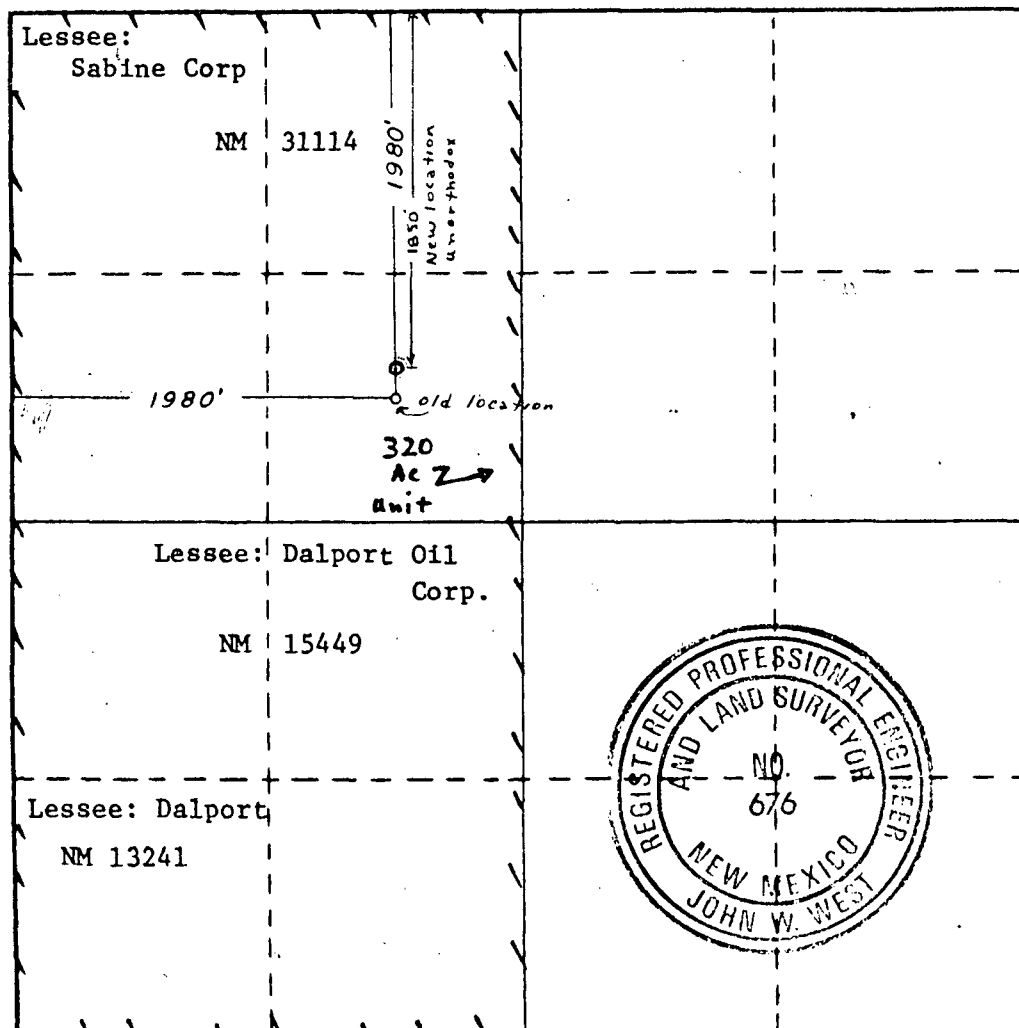 Lessee:
Sabine Corp
NM 31114
1980'
1850'
New location
unorthodox
1980'
old location
320
Ac
unit
Lessee: Dalport Oil
Corp.
NM 15449
Lessee: Dalport
NM 13241
REGISTERED PROFESSIONAL ENGINEER
AND LAND SURVEYOR
NO.
676
NEW MEXICO
JOHN W. WEST